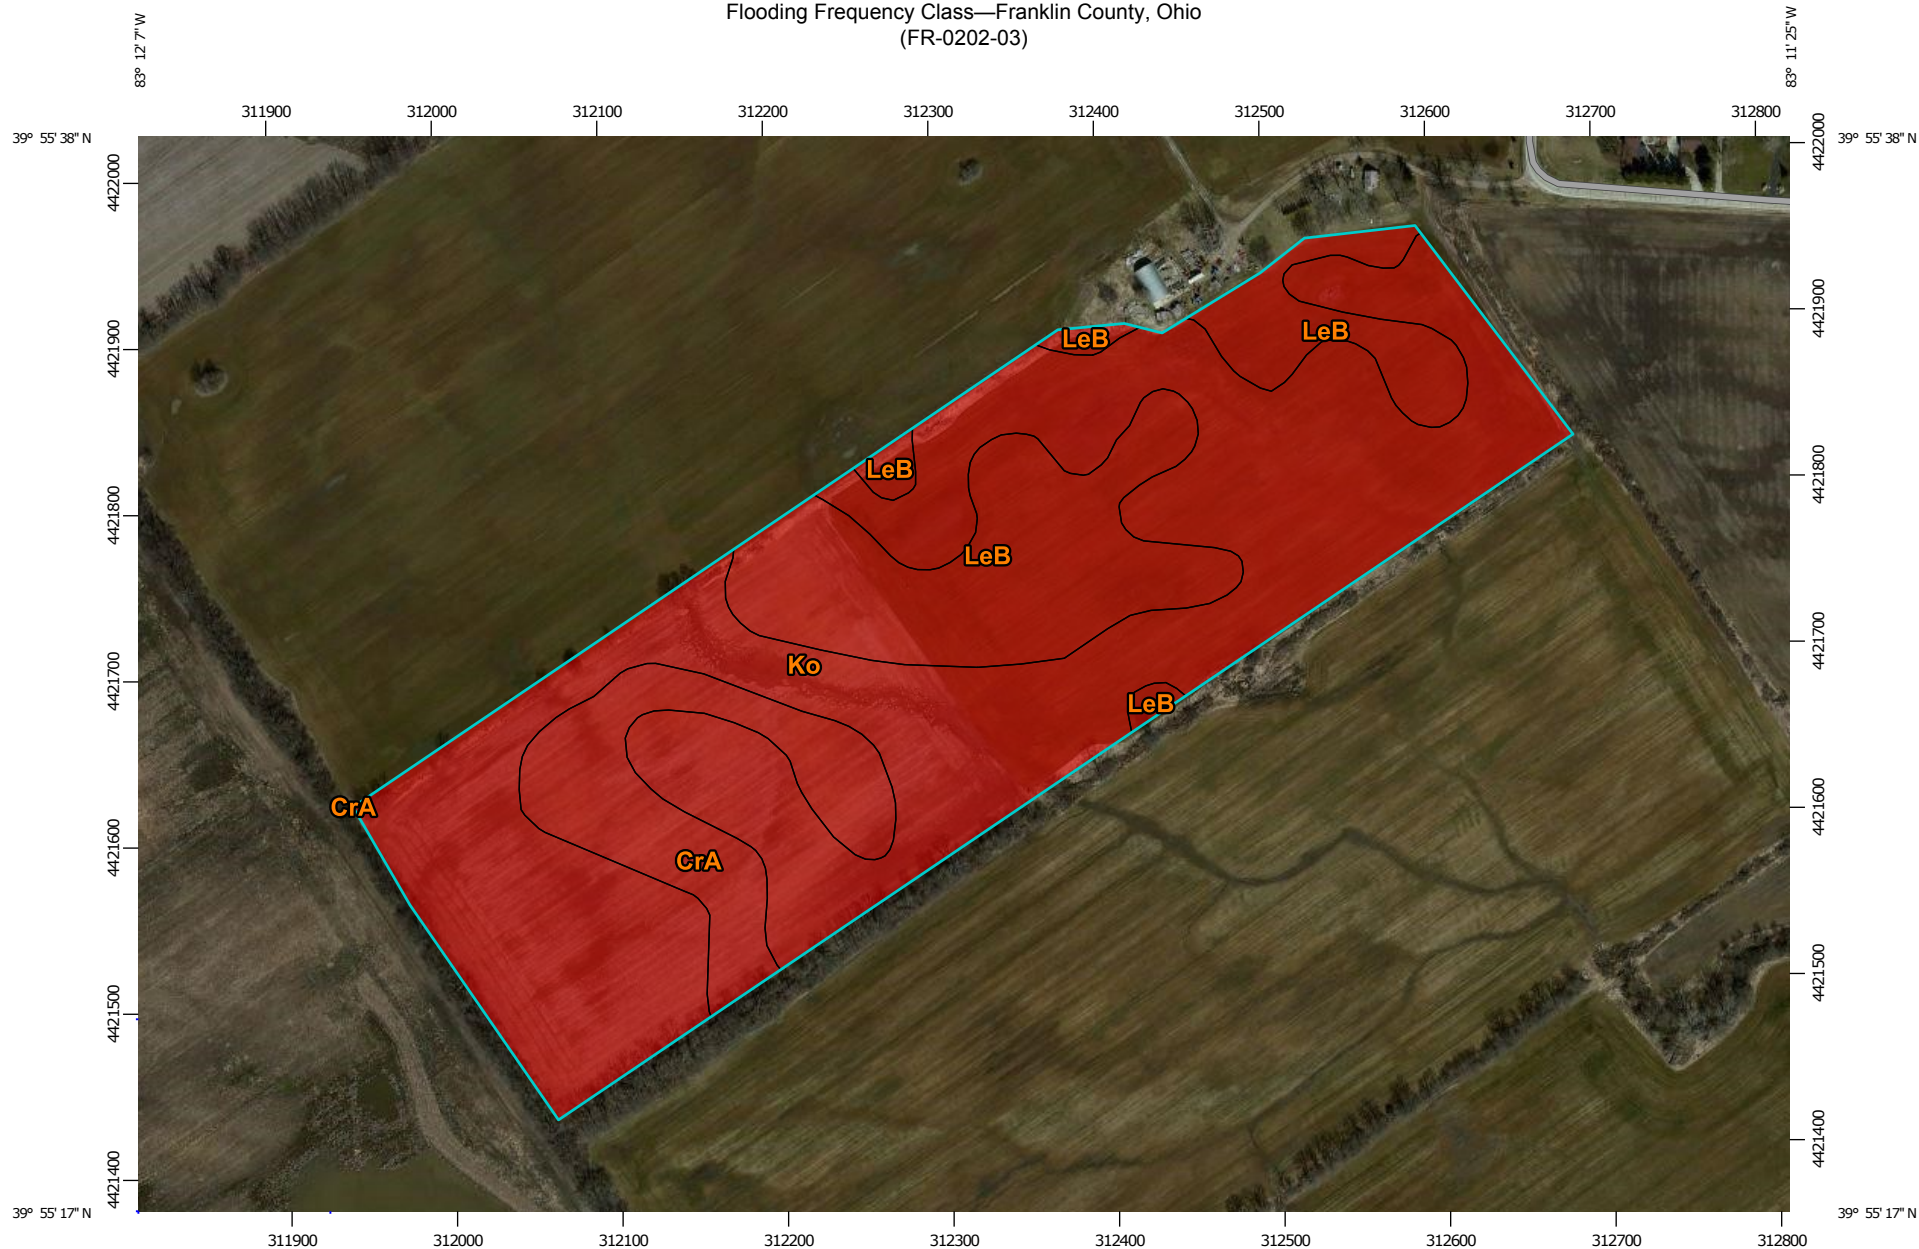 Flooding Frequency Class—Franklin County, Ohio
(FR-0202-03)
83° 12' 7'' W
83° 11' 25'' W
311900 312000 312100 312200 312300 312400 312500 312600 312700 312800
39° 55' 38'' N
39° 55' 38'' N
4422000
4422000
4421900
4421900
LeB
LeB
4421800
4421800
LeB
LeB
4421700
4421700
Ko
LeB
CrA
4421600
4421600
CrA
4421500
4421500
4421400
4421400
39° 55' 17'' N
39° 55' 17'' N
311900 312000 312100 312200 312300 312400 312500 312600 312700 312800